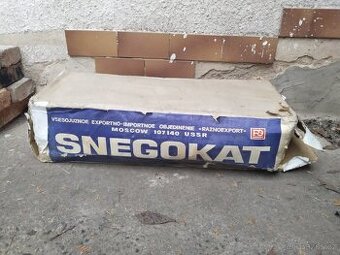 VSESOJUZNOE EXPORTNO-IMPORTNOE OBJEDINENIE «RAZNOEXPORT»
MOSCOW 107140 USSR
SNEGOKAT